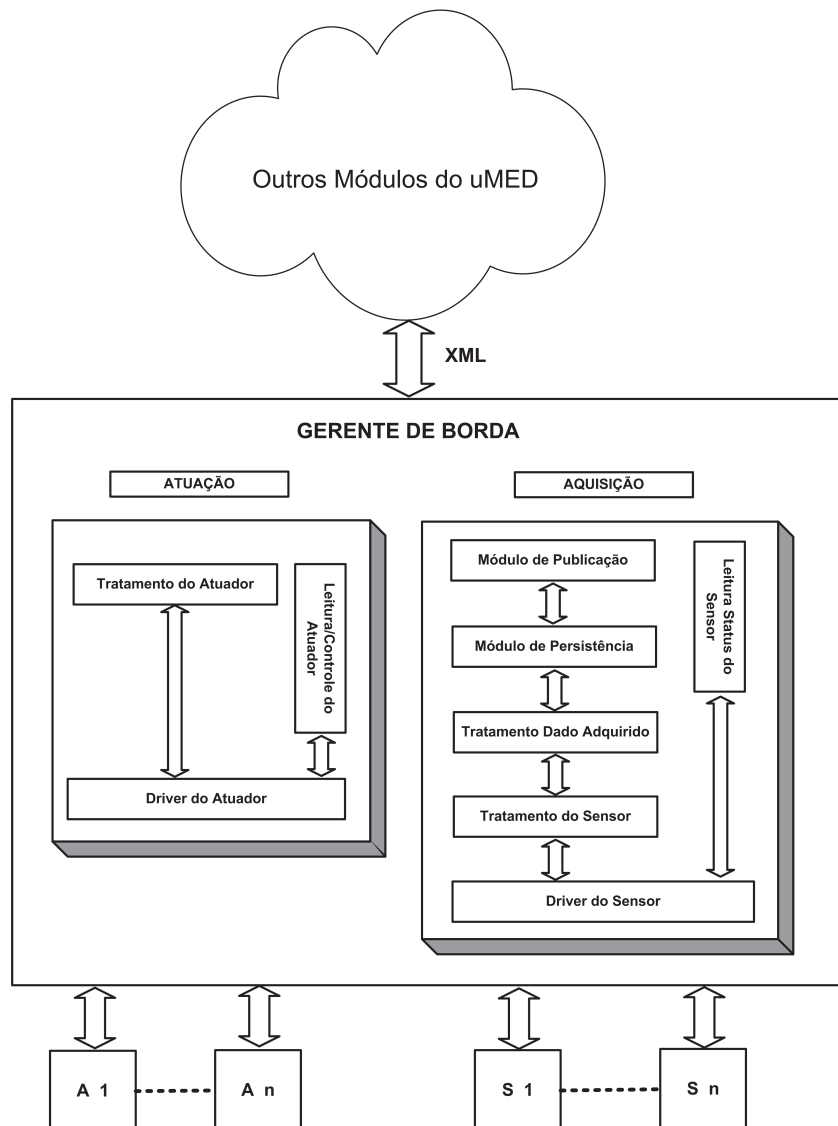 Outros Módulos do uMED
XML
GERENTE DE BORDA
ATUAÇÃO
Tratamento do Atuador
Leitura/Controle do
Atuador
Driver do Atuador
AQUISIÇÃO
Módulo de Publicação
Módulo de Persistência
Tratamento Dado Adquirido
Tratamento do Sensor
Leitura Status do
Sensor
Driver do Sensor
A 1
A n
S 1
S n